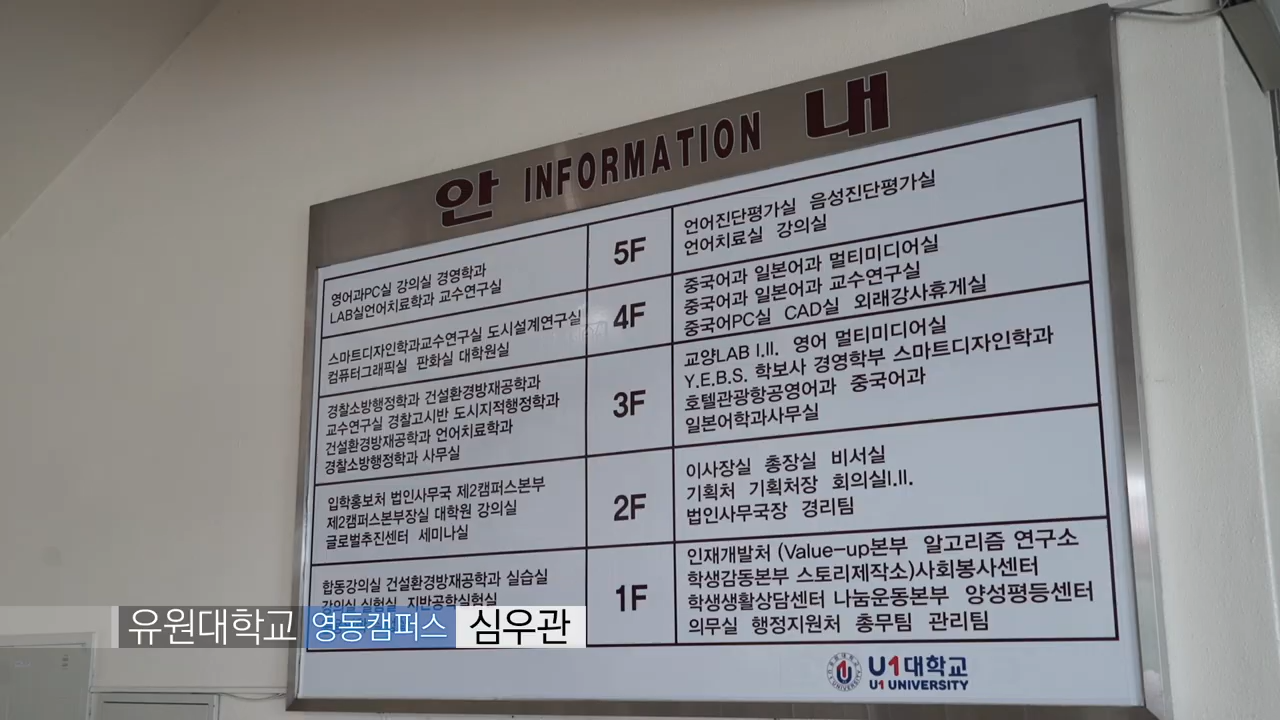 안 INFORMATION 내
영어과PC실 강의실 경영학과
LAB실언어치료학과 교수연구실
5F
언어진단평가실 음성진단평가실
언어치료실 강의실
스마트디자인학과교수연구실 도시설계연구실
컴퓨터그래픽실 판화실 대학원실
4F
중국어과 일본어과 멀티미디어실
중국어과 일본어과 교수연구실
중국어PC실 CAD실 외래강사휴게실
경찰소방행정학과 건설환경방재공학과
교수연구실 경찰고시반 도시지적행정학과
건설환경방재공학과 언어치료학과
경찰소방행정학과 사무실
3F
교양LAB I.II. 영어 멀티미디어실
Y.E.B.S. 학보사 경영학부 스마트디자인학과
호텔관광항공영어과 중국어과
일본어학과사무실
입학홍보처 법인사무국 제2캠퍼스본부
제2캠퍼스본부장실 대학원 강의실
글로벌추진센터 세미나실
2F
이사장실 총장실 비서실
기획처 기획처장 회의실I.II.
법인사무국장 경리팀
합동강의실 건설환경방재공학과 실습실
강의실 실험실 지반공학실험실
1F
인재개발처 (Value-up본부 알고리즘 연구소
학생감동본부 스토리제작소)사회봉사센터
학생생활상담센터 나눔운동본부 양성평등센터
의무실 행정지원처 총무팀 관리팀
U1대학교
U1 UNIVERSITY
유원대학교 영동캠퍼스 심우관